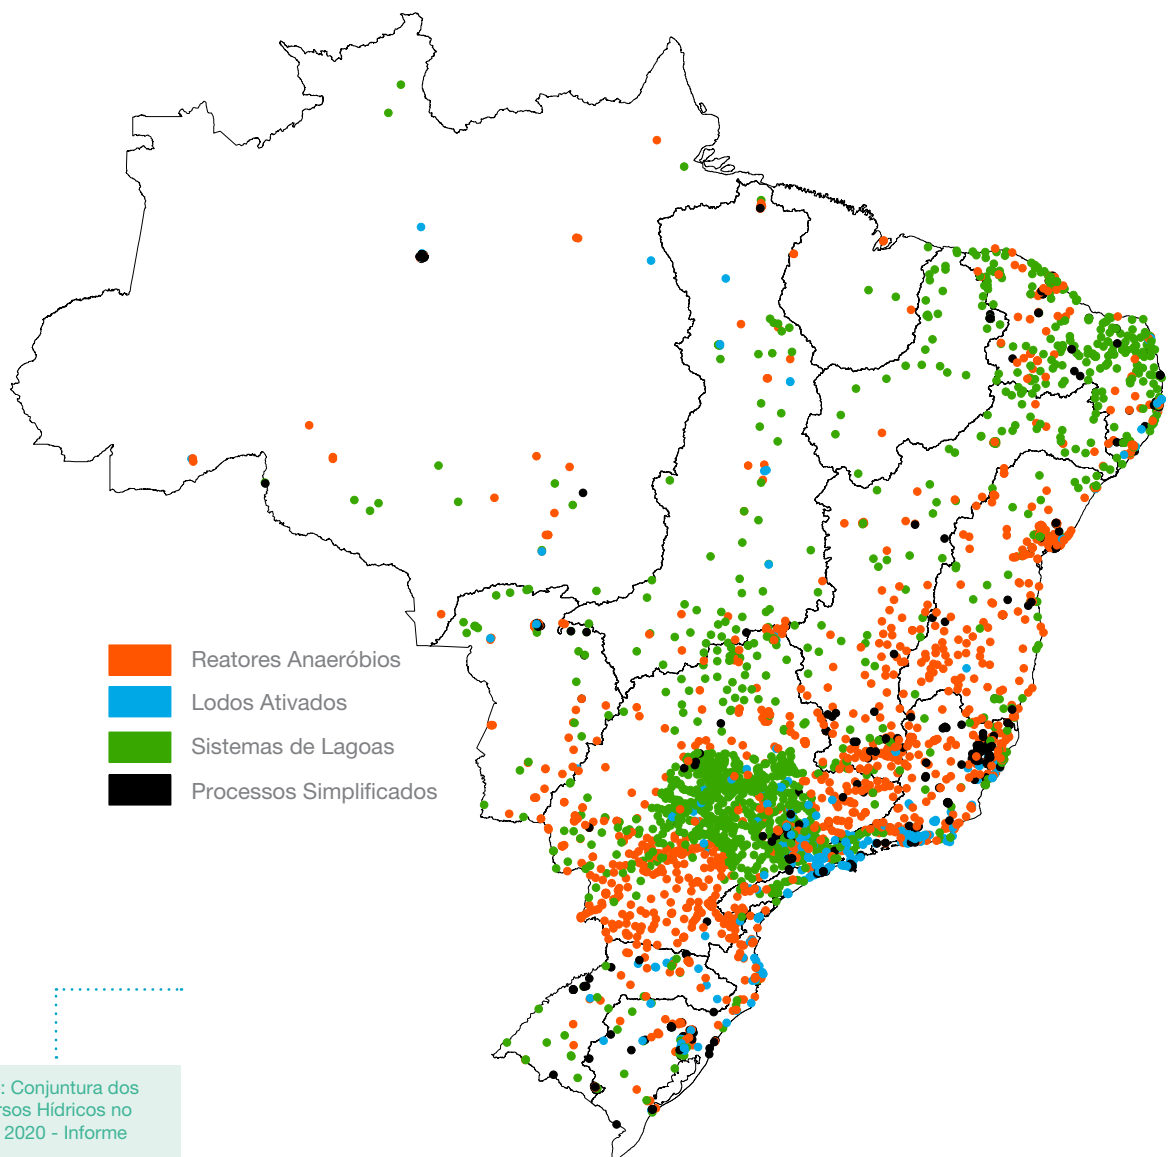 Reatores Anaeróbios
Lodos Ativados
Sistemas de Lagoas
Processos Simplificados
: Conjuntura dos
rsos Hídricos no
2020 - Informe